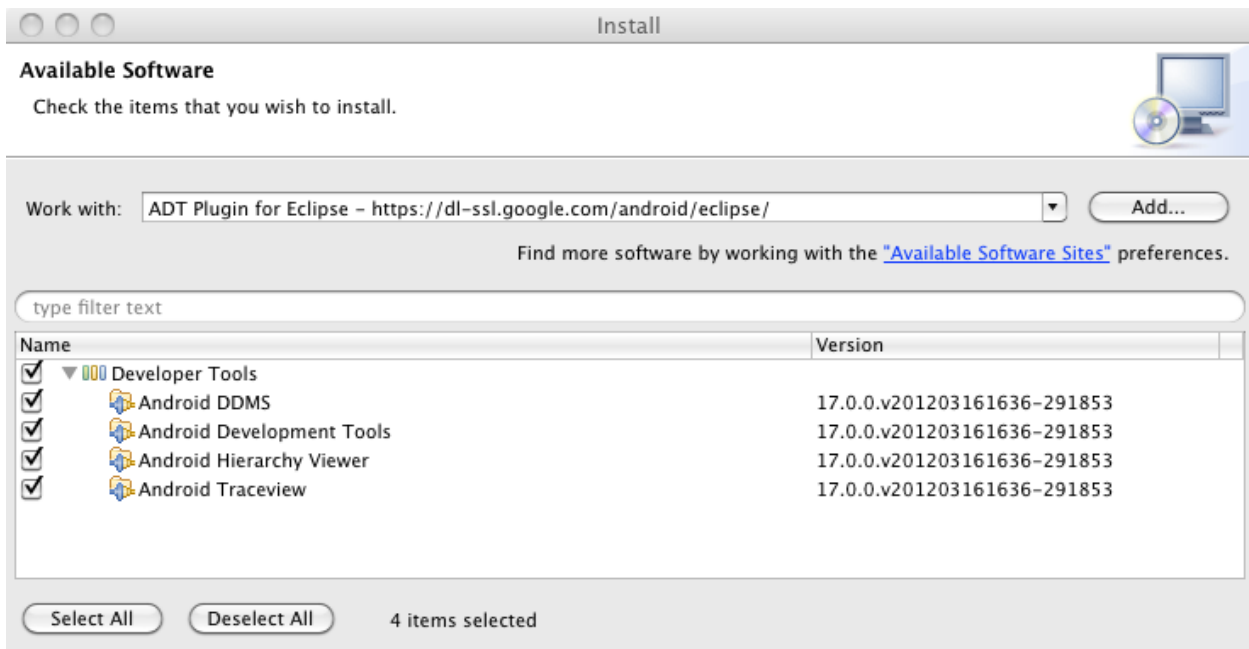 Install
Available Software
Check the items that you wish to install.
Work with: ADT Plugin for Eclipse – https://dl-ssl.google.com/android/eclipse/ Add...
Find more software by working with the "Available Software Sites" preferences.
type filter text
Name Version
Developer Tools
Android DDMS 17.0.0.v201203161636-291853
Android Development Tools 17.0.0.v201203161636-291853
Android Hierarchy Viewer 17.0.0.v201203161636-291853
Android Traceview 17.0.0.v201203161636-291853
Select All Deselect All 4 items selected